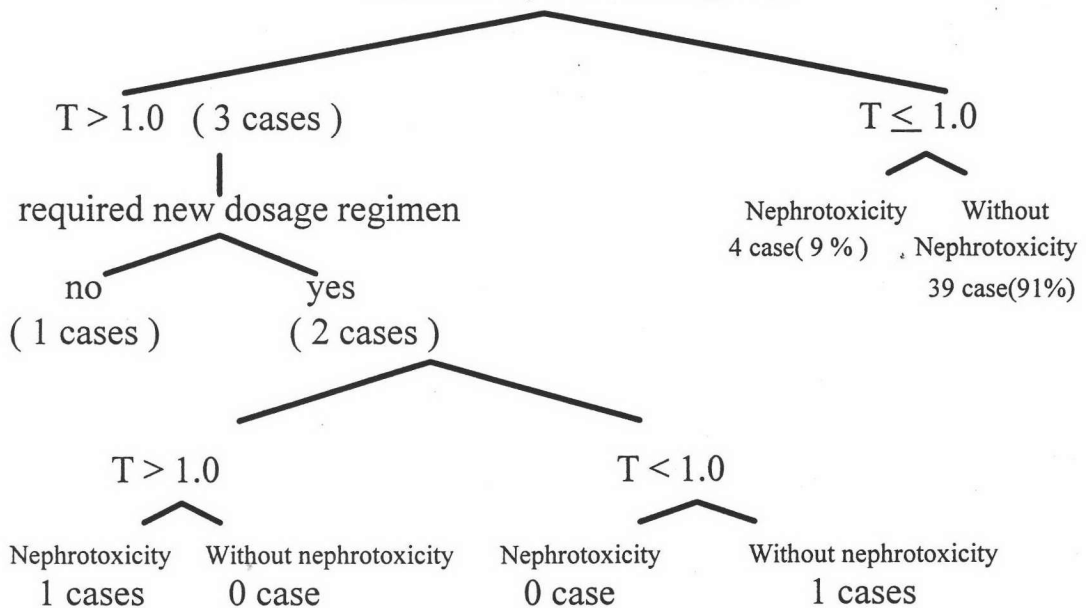 T > 1.0 ( 3 cases )
T ≤ 1.0
required new dosage regimen
Nephrotoxicity Without
4 case( 9 % ) Nephrotoxicity
39 case(91%)
no yes
( 1 cases ) ( 2 cases )
T > 1.0 T < 1.0
Nephrotoxicity Without nephrotoxicity Nephrotoxicity Without nephrotoxicity
1 cases 0 case 0 case 1 cases